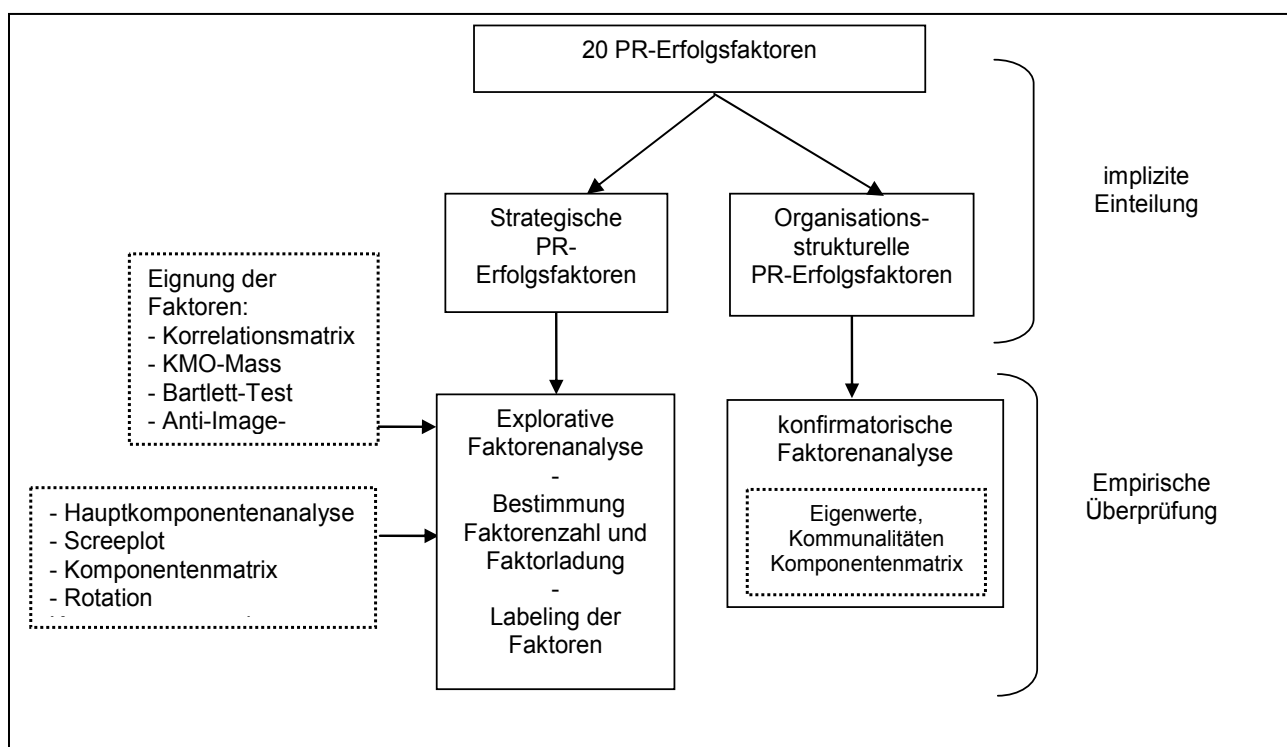 20 PR-Erfolgsfaktoren
implizite
Einteilung
Strategische
PR-
Erfolgsfaktoren
Organisations-
strukturelle
PR-Erfolgsfaktoren
Eignung der
Faktoren:
- Korrelationsmatrix
- KMO-Mass
- Bartlett-Test
- Anti-Image-
- Hauptkomponentenanalyse
- Screeplot
- Komponentenmatrix
- Rotation
Explorative
Faktorenanalyse
-
Bestimmung
Faktorenzahl und
Faktorladung
-
Labeling der
Faktoren
konfirmatorische
Faktorenanalyse
Eigenwerte,
Kommunalitäten
Komponentenmatrix
Empirische
Überprüfung